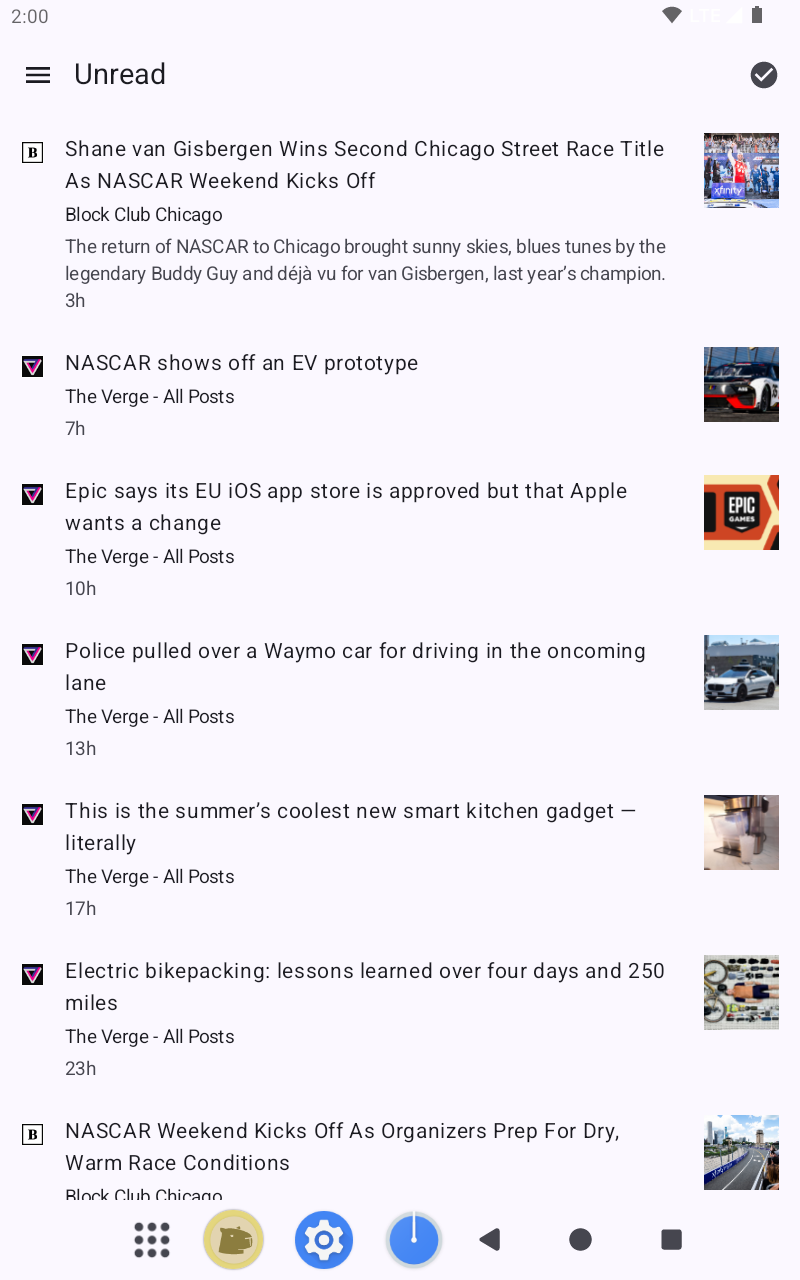 2:00
LTE
Unread
B
Shane van Gisbergen Wins Second Chicago Street Race Title
As NASCAR Weekend Kicks Off
Block Club Chicago
The return of NASCAR to Chicago brought sunny skies, blues tunes by the
legendary Buddy Guy and déjà vu for van Gisbergen, last year’s champion.
3h
xfinity
NASCAR shows off an EV prototype
The Verge - All Posts
7h
Epic says its EU iOS app store is approved but that Apple
wants a change
The Verge - All Posts
10h
EPIC
GAMES
Police pulled over a Waymo car for driving in the oncoming
lane
The Verge - All Posts
13h
This is the summer’s coolest new smart kitchen gadget —
literally
The Verge - All Posts
17h
Electric bikepacking: lessons learned over four days and 250
miles
The Verge - All Posts
23h
B
NASCAR Weekend Kicks Off As Organizers Prep For Dry,
Warm Race Conditions
Block Club Chicago